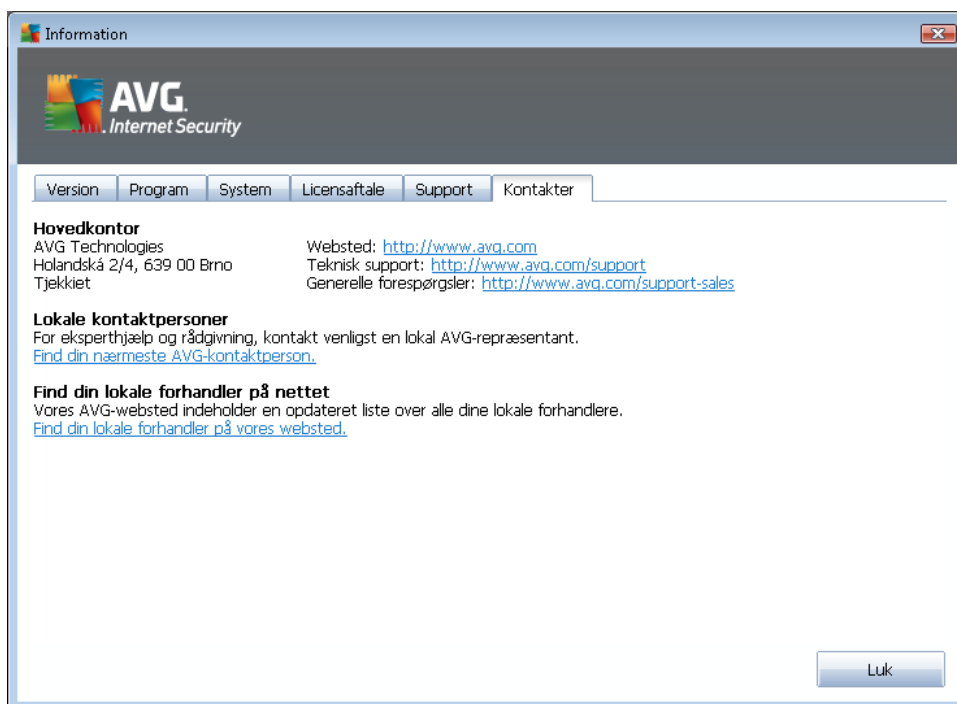 Information
AVG.
Internet Security
Version Program System Licensaftale Support Kontakter
Hovedkontor
AVG Technologies Websted: http://www.avg.com
Holandská 2/4, 639 00 Brno Teknisk support: http://www.avg.com/support
Tjekkiet Generelle forespørgsler: http://www.avg.com/support-sales
Lokale kontaktpersoner
For eksperthjælp og rådgivning, kontakt venligst en lokal AVG-repræsentant.
Find din nærmeste AVG-kontaktperson.
Find din lokale forhandler på nettet
Vores AVG-websted indeholder en opdateret liste over alle dine lokale forhandlere.
Find din lokale forhandler på vores websted.
Luk